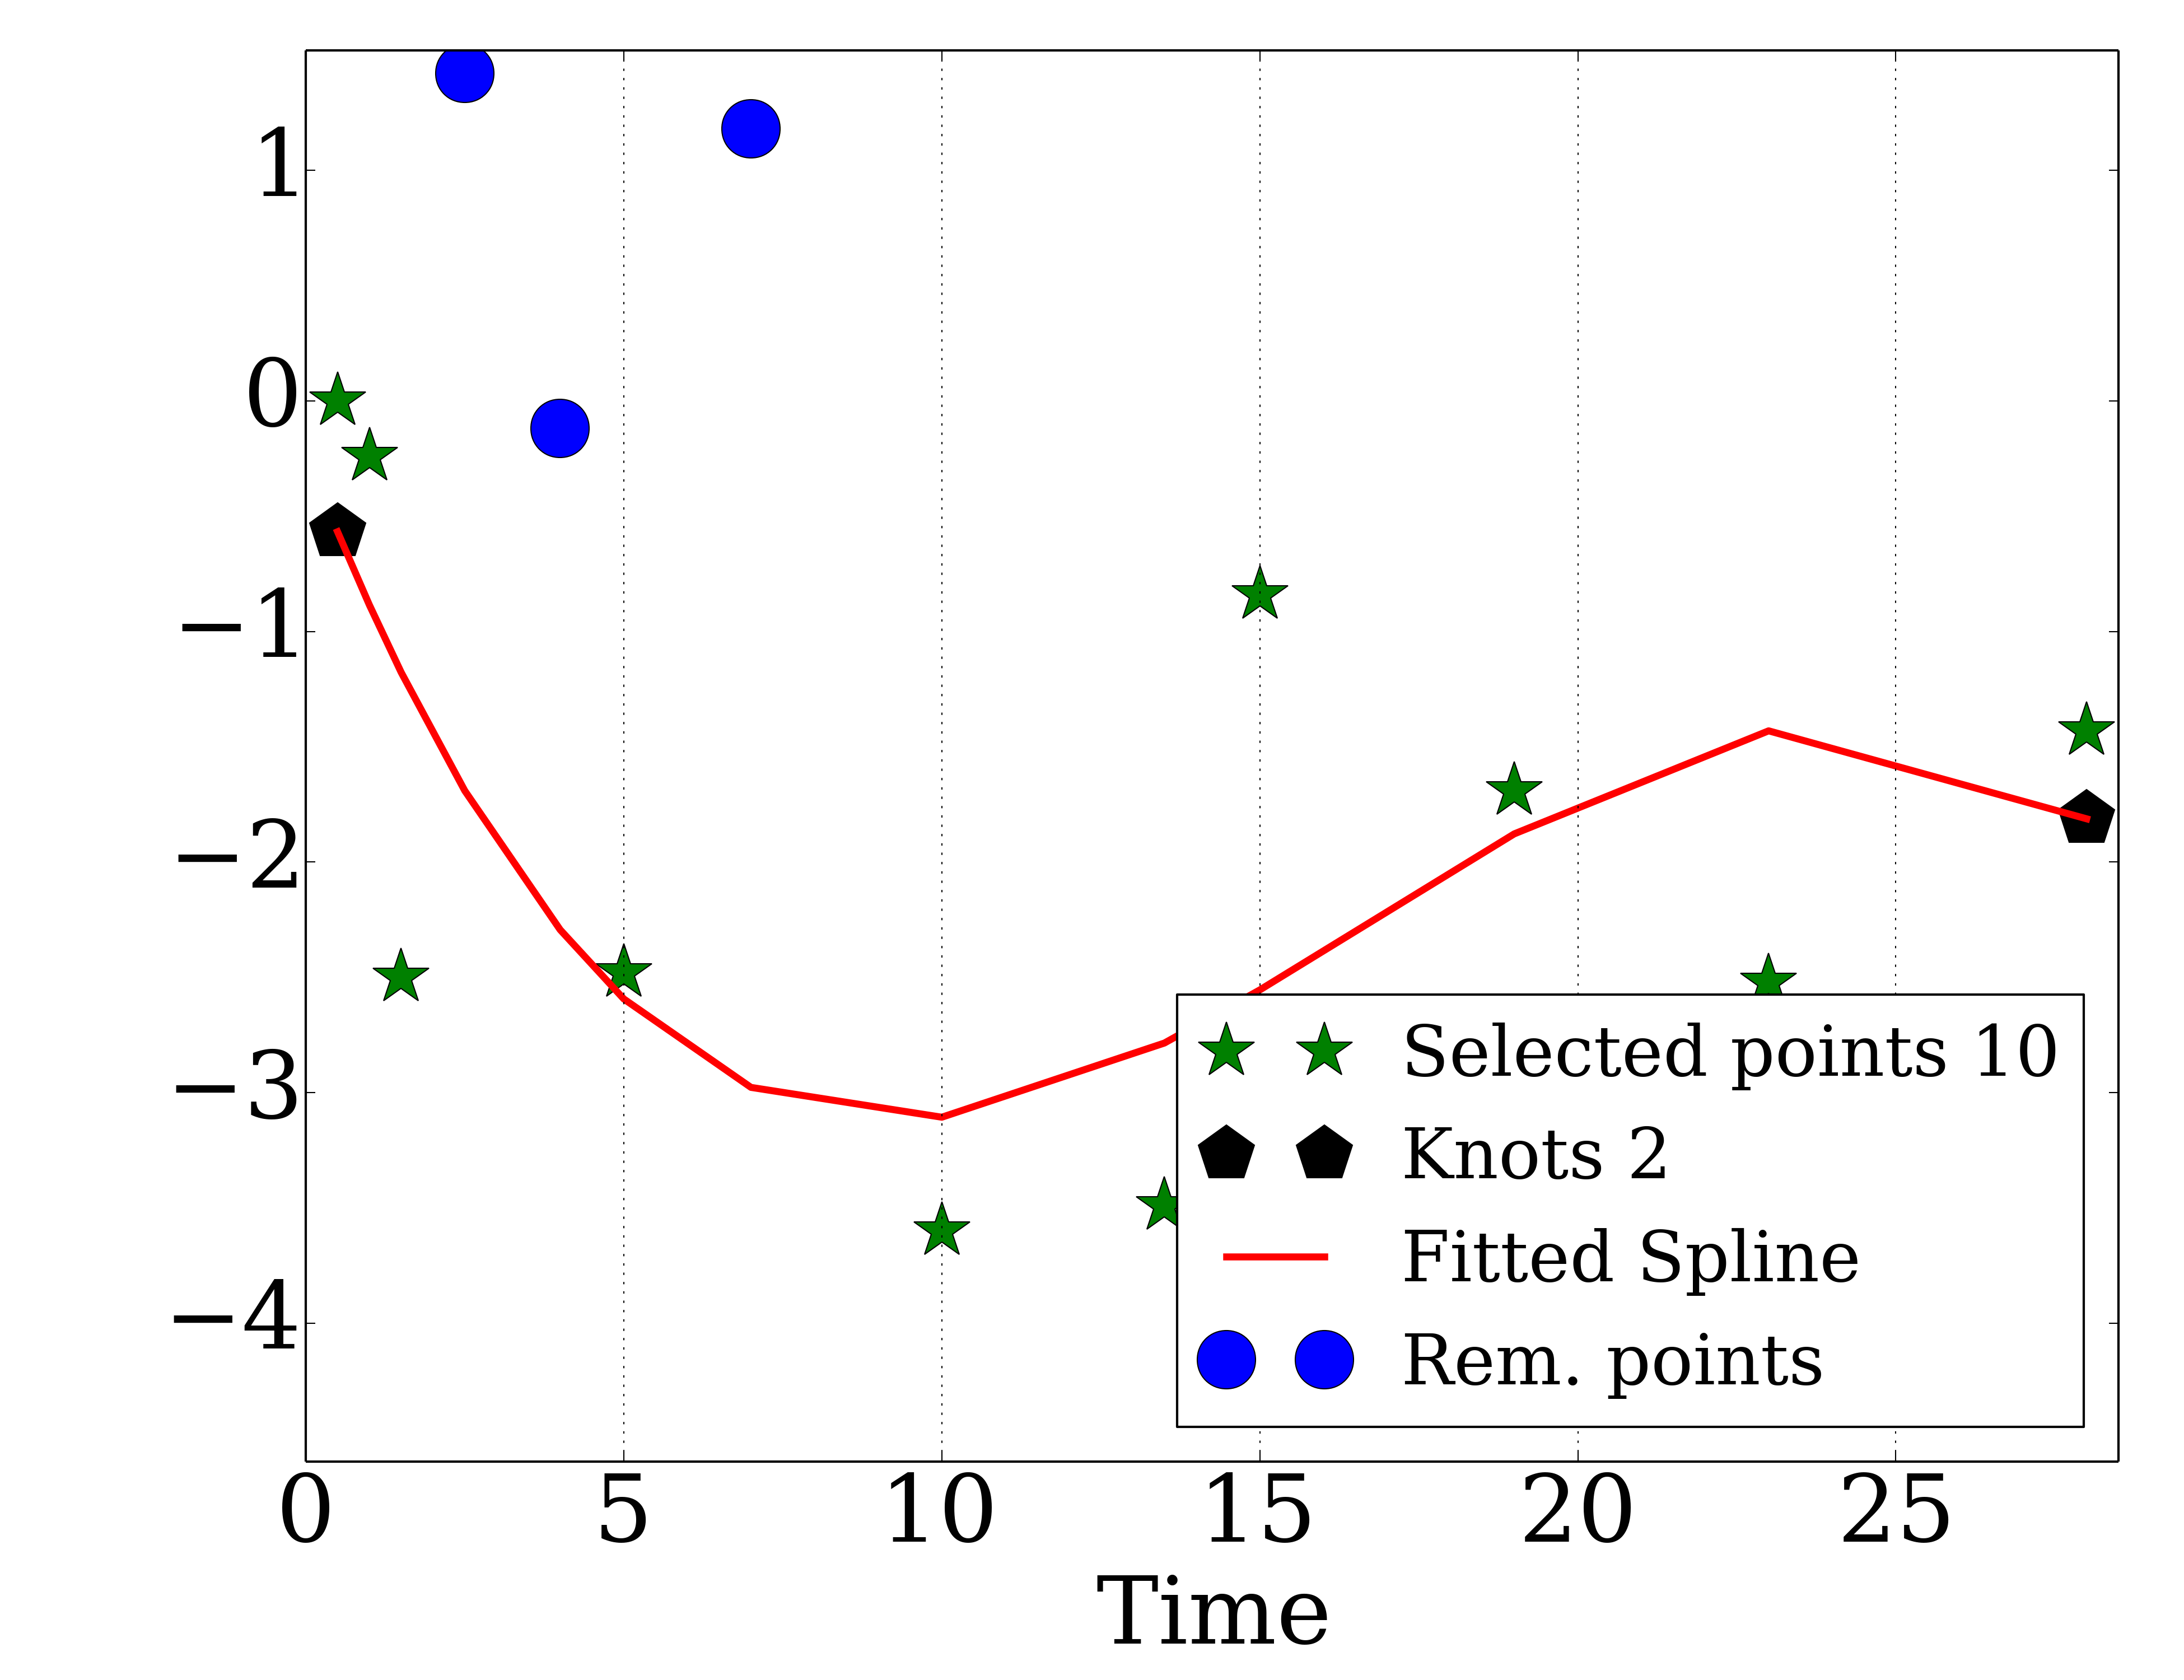 1
0
−1
−2
−3
−4
Selected points 10
Knots 2
Fitted Spline
Rem. points
0 5 10 15 20 25
Time